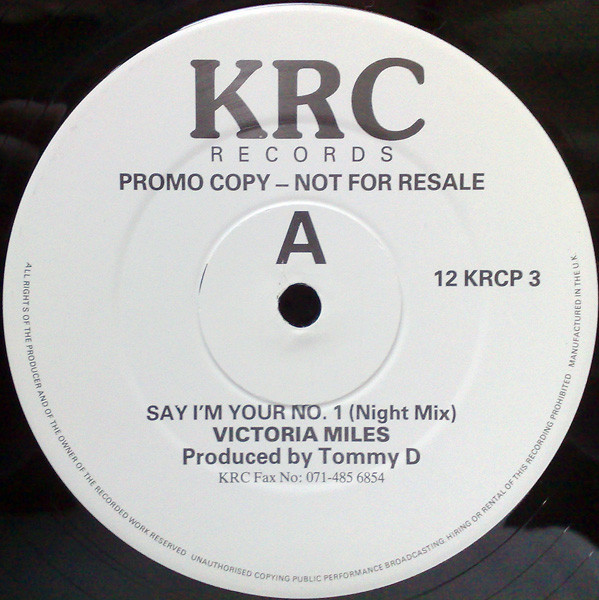 KRC
RECORDS
PROMO COPY – NOT FOR RESALE
A
12 KRCP 3
SAY I'M YOUR NO. 1 (Night Mix)
VICTORIA MILES
Produced by Tommy D
KRC Fax No: 071-485 6854
ALL RIGHTS OF THE PRODUCER AND OF THE OWNER OF THE RECORDED WORK RESERVED UNAUTHORISED COPYING PUBLIC PERFORMANCE BROADCASTING, HIRING OR RENTAL OF THIS RECORDING PROHIBITED MANUFACTURED IN THE U.K.